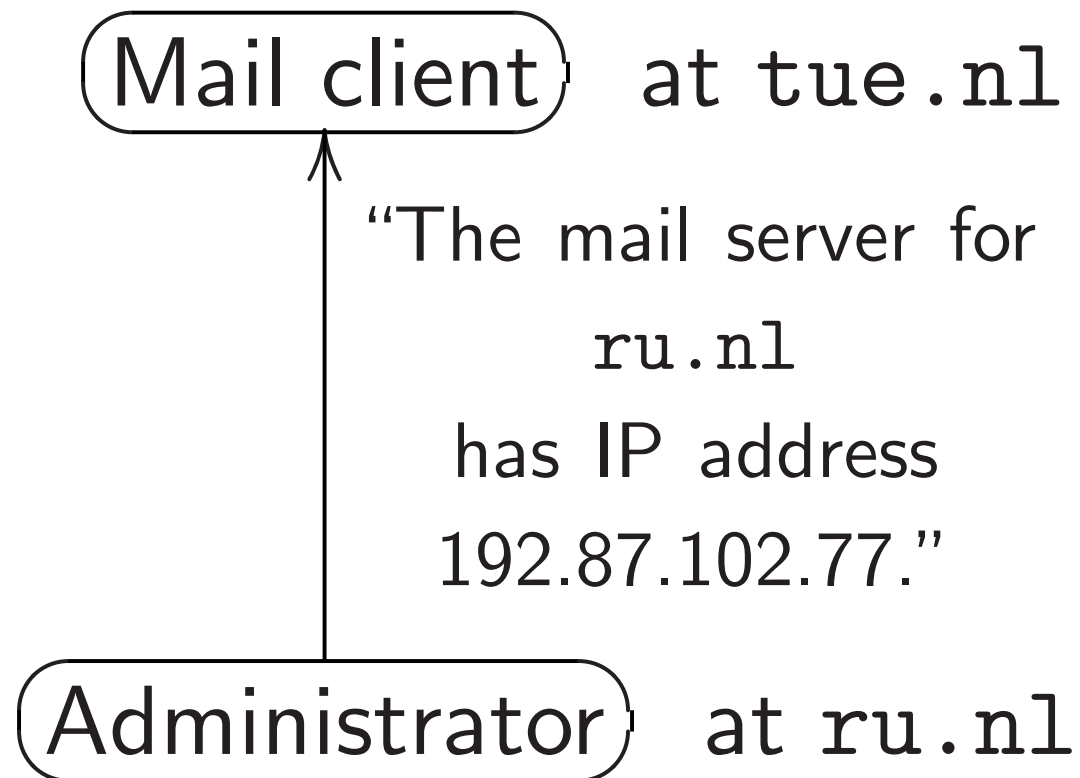 Mail client at tue.nl
“The mail server for
ru.nl
has IP address
192.87.102.77.”
Administrator at ru.nl